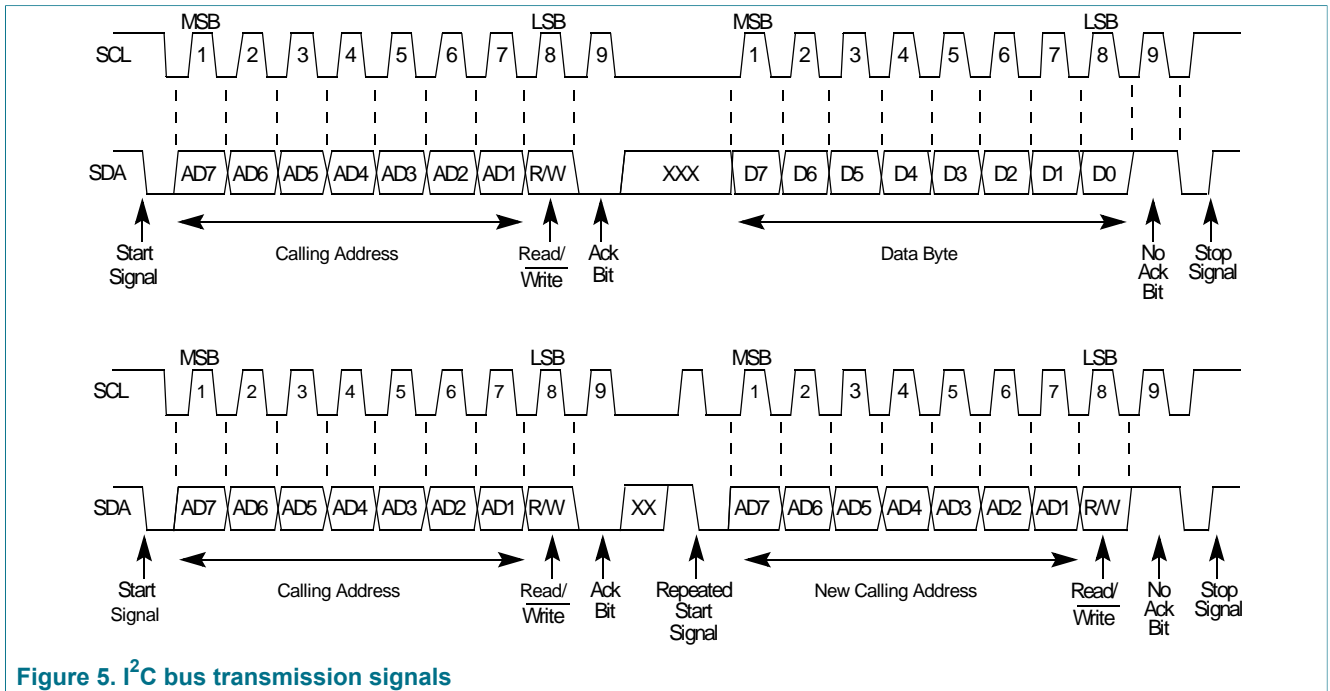 MSB LSB MSB LSB
SCL 1 2 3 4 5 6 7 8 9 1 2 3 4 5 6 7 8 9
SDA AD7 AD6 AD5 AD4 AD3 AD2 AD1 R/W XXX D7 D6 D5 D4 D3 D2 D1 D0
Start Signal
Calling Address
Read/ Write
Ack Bit
Data Byte
No Ack Bit
Stop Signal
MSB LSB MSB LSB
SCL 1 2 3 4 5 6 7 8 9 1 2 3 4 5 6 7 8 9
SDA AD7 AD6 AD5 AD4 AD3 AD2 AD1 R/W XX AD7 AD6 AD5 AD4 AD3 AD2 AD1 R/W
Start Signal
Calling Address
Read/ Write
Ack Bit
Repeated Start Signal
New Calling Address
Read/ Write
No Ack Bit
Stop Signal
Figure 5. I²C bus transmission signals